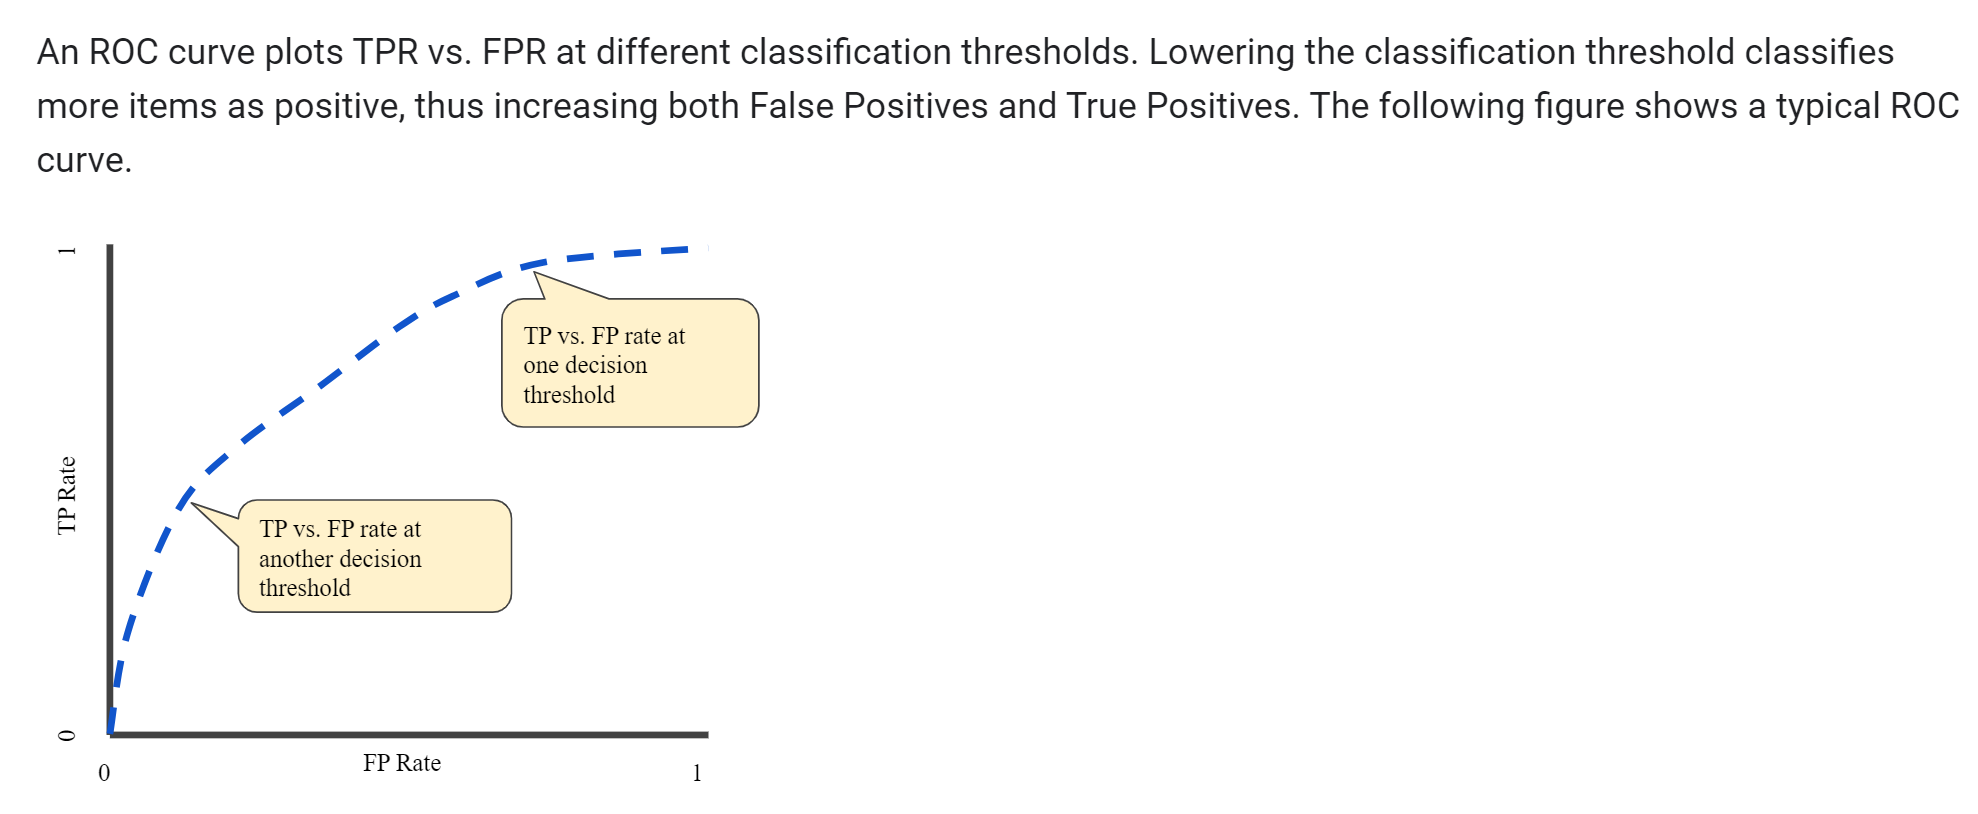 An ROC curve plots TPR vs. FPR at different classification thresholds. Lowering the classification threshold classifies
more items as positive, thus increasing both False Positives and True Positives. The following figure shows a typical ROC
curve.
1
TP vs. FP rate at
one decision
threshold
TP Rate
TP vs. FP rate at
another decision
threshold
0
FP Rate
0
1